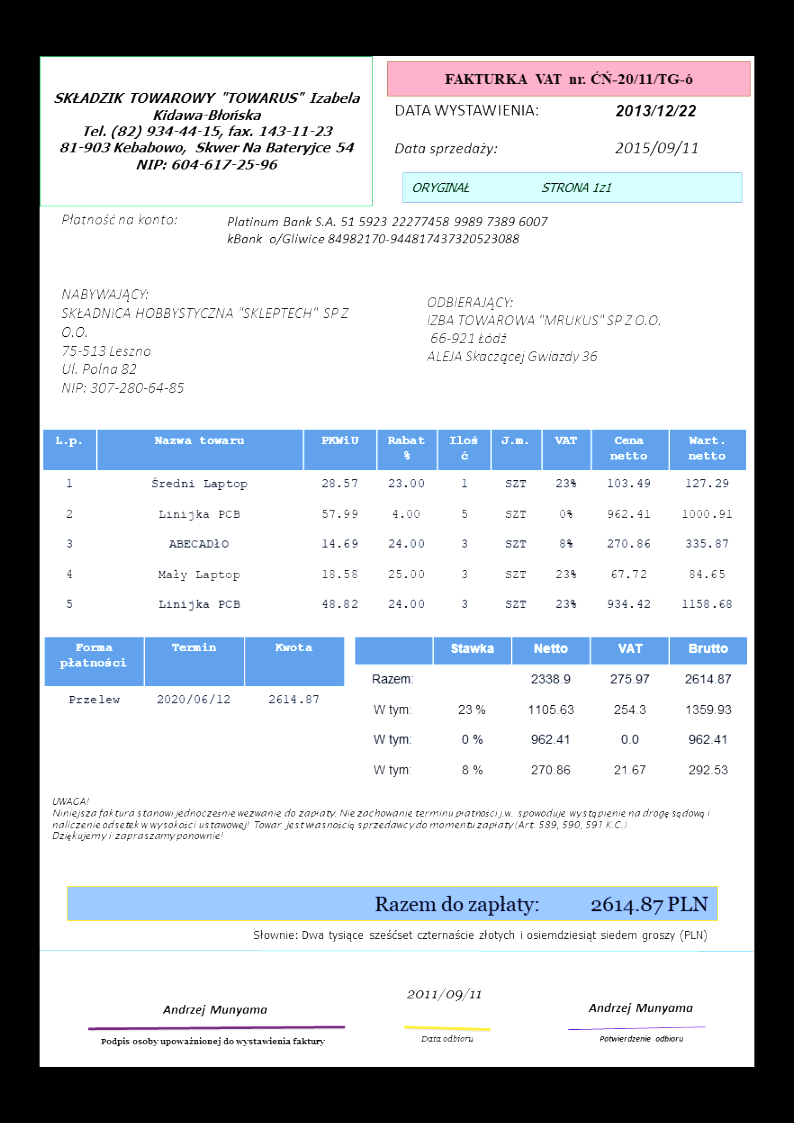 SKŁADZIK TOWAROWY "TOWARUS" Izabela
Kidawa-Błońska
Tel. (82) 934-44-15, fax. 143-11-23
81-903 Kebabowo, Skwer Na Bateryjce 54
NIP: 604-617-25-96
FAKTURKA VAT nr. ĆŃ-20/11/TG-ó
DATA WYSTAWIENIA: 2013/12/22
Data sprzedaży: 2015/09/11
ORYGINAŁ STRONA 1z1
Płatność na konto:
Platinum Bank S.A. 51 5923 22277458 9989 7389 6007
kBank o/Gliwice 84982170-944817437320523088
NABYWAJĄCY:
SKŁADNICA HOBBYSTYCZNA "SKLEPTECH" SP Z
O.O.
75-513 Leszno
Ul. Polna 82
NIP: 307-280-64-85
ODBIERAJĄCY:
IZBA TOWAROWA "MRUKUS" SP Z O.O.
66-921 Łódź
ALEJA Skaczącej Gwiazdy 36
L.p. Nazwa towaru PKWiU Rabat % Ilość J.m. VAT Cena netto Wart. netto
1 Średni Laptop 28.57 23.00 1 SZT 23% 103.49 127.29
2 Linijka PCB 57.99 4.00 5 SZT 0% 962.41 1000.91
3 ABECADŁO 14.69 24.00 3 SZT 8% 270.86 335.87
4 Mały Laptop 18.58 25.00 3 SZT 23% 67.72 84.65
5 Linijka PCB 48.82 24.00 3 SZT 23% 934.42 1158.68
Forma płatności Termin Kwota
Przelew 2020/06/12 2614.87
Stawka Netto VAT Brutto
Razem: 2338.9 275.97 2614.87
W tym: 23 % 1105.63 254.3 1359.93
W tym: 0 % 962.41 0.0 962.41
W tym: 8 % 270.86 21.67 292.53
UWAGA!
Niniejsza faktura stanowi jednocześnie wezwanie do zapłaty. Nie zachowanie terminu płatności j.w. spowoduje wystąpienie na drogę sądową i
naliczenie odsetek w wysokości ustawowej! Towar jest własnością sprzedawcy do momentu zapłaty (Art. 589, 590, 591 K.C.)
Dziękujemy i zapraszamy ponownie!
Razem do zapłaty: 2614.87 PLN
Słownie: Dwa tysiące sześćset czternaście złotych i osiemdziesiąt siedem groszy (PLN)
Andrzej Munyama
Podpis osoby upoważnionej do wystawienia faktury
2011/09/11
Data odbioru
Andrzej Munyama
Potwierdzenie odbioru